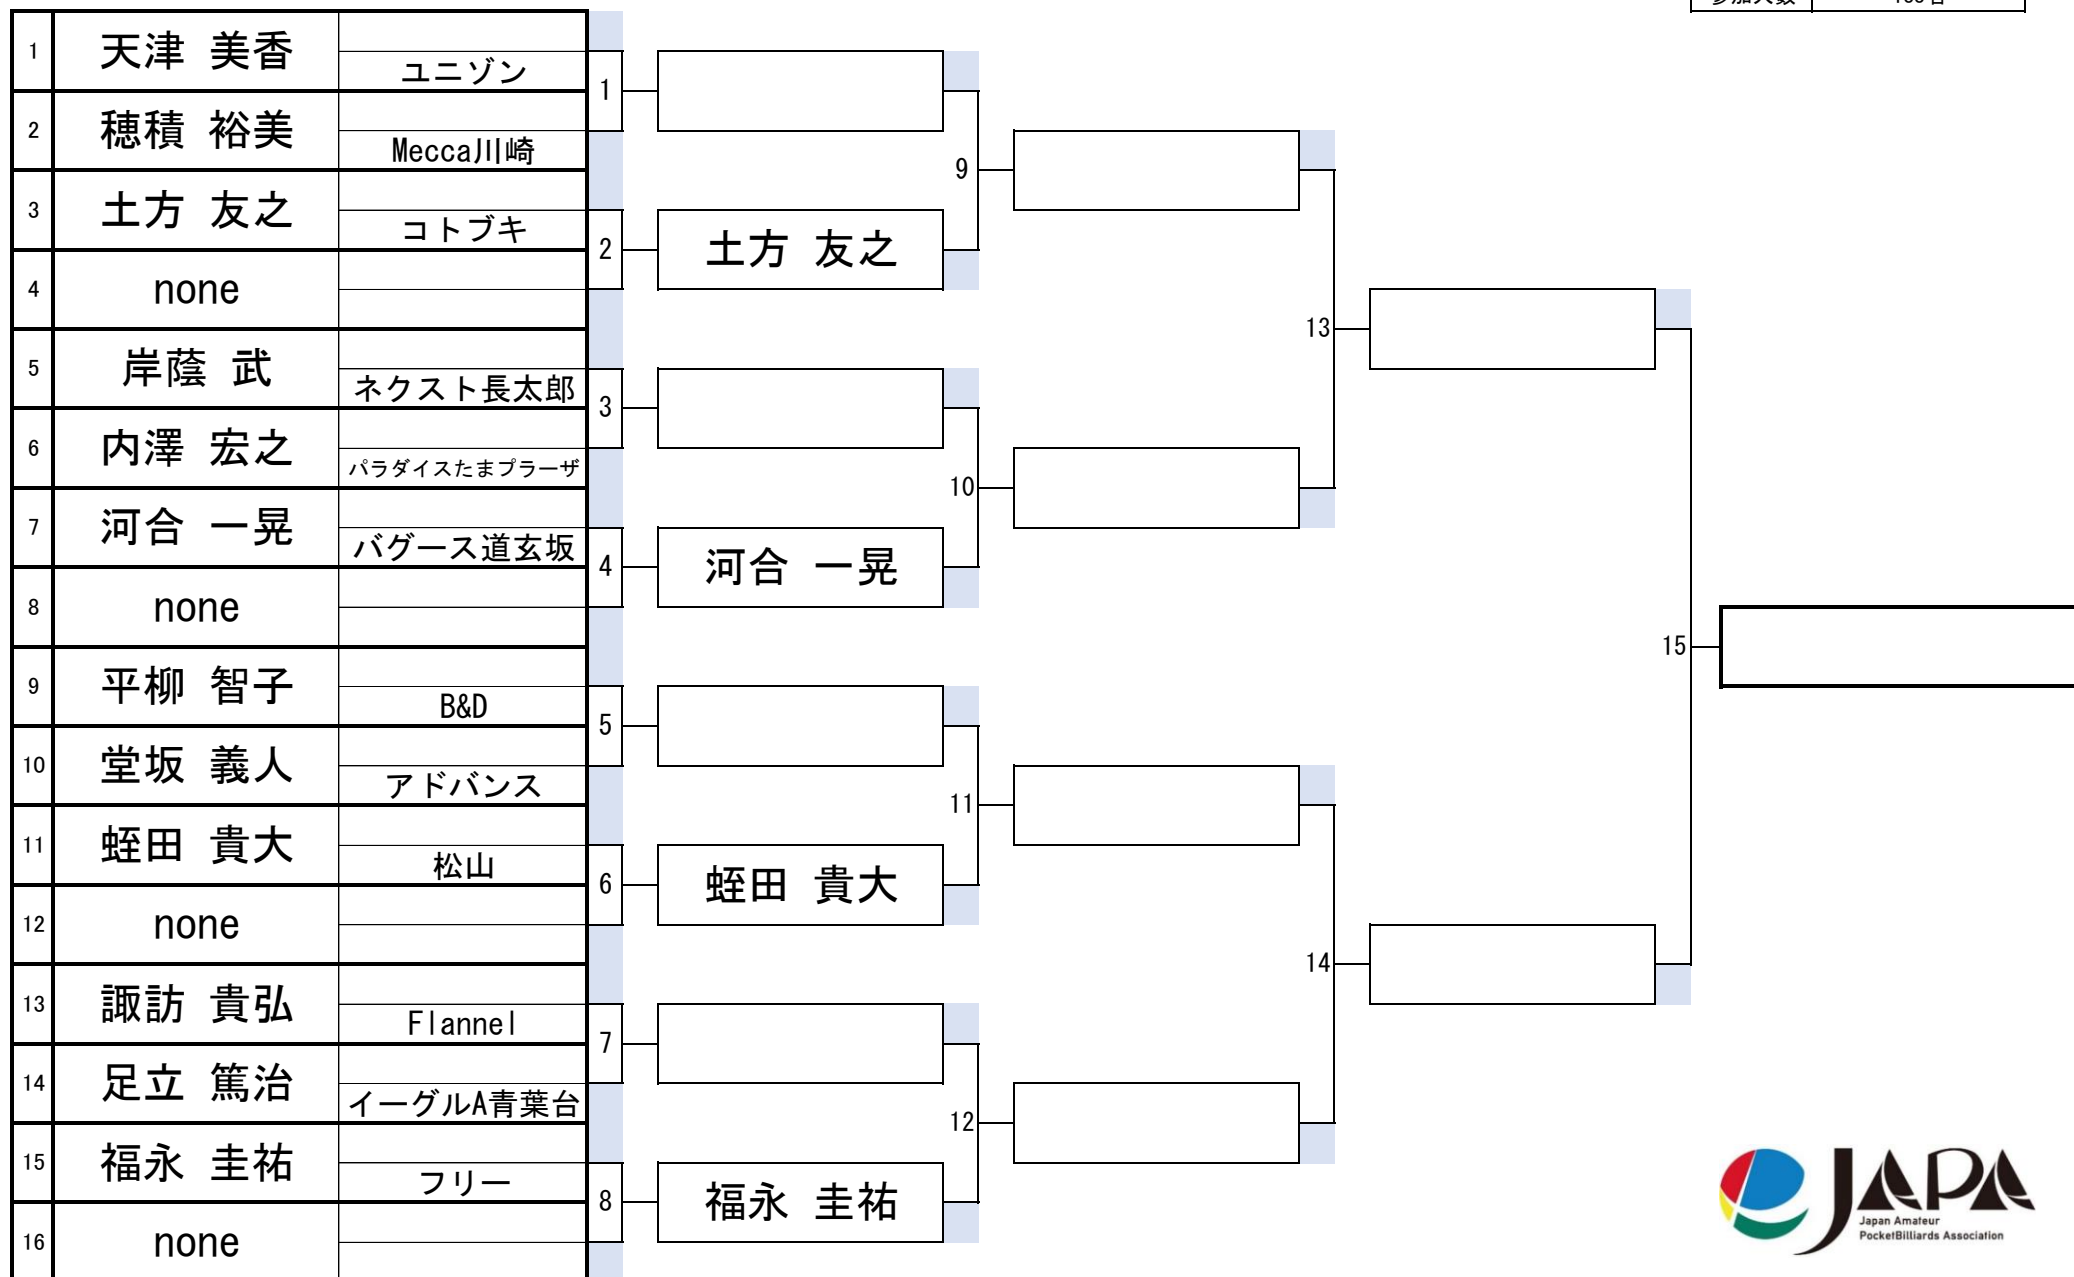 1 天津 美香 ユニゾン
2 穂積 裕美 Mecca川崎
3 土方 友之 コトブキ
4 none
5 岸蔭 武 ネクスト長太郎
6 内澤 宏之 パラダイスたまプラーザ
7 河合 一晃 バグース道玄坂
8 none
9 平柳 智子 B&D
10 堂坂 義人 アドバンス
11 蛭田 貴大 松山
12 none
13 諏訪 貴弘 Flannel
14 足立 篤治 イーグルA青葉台
15 福永 圭祐 フリー
16 none
1
2 土方 友之
3
4 河合 一晃
5
6 蛭田 貴大
7
8 福永 圭祐
9
10
11
12
13
14
15
JAPA
Japan Amateur
PocketBilliards Association